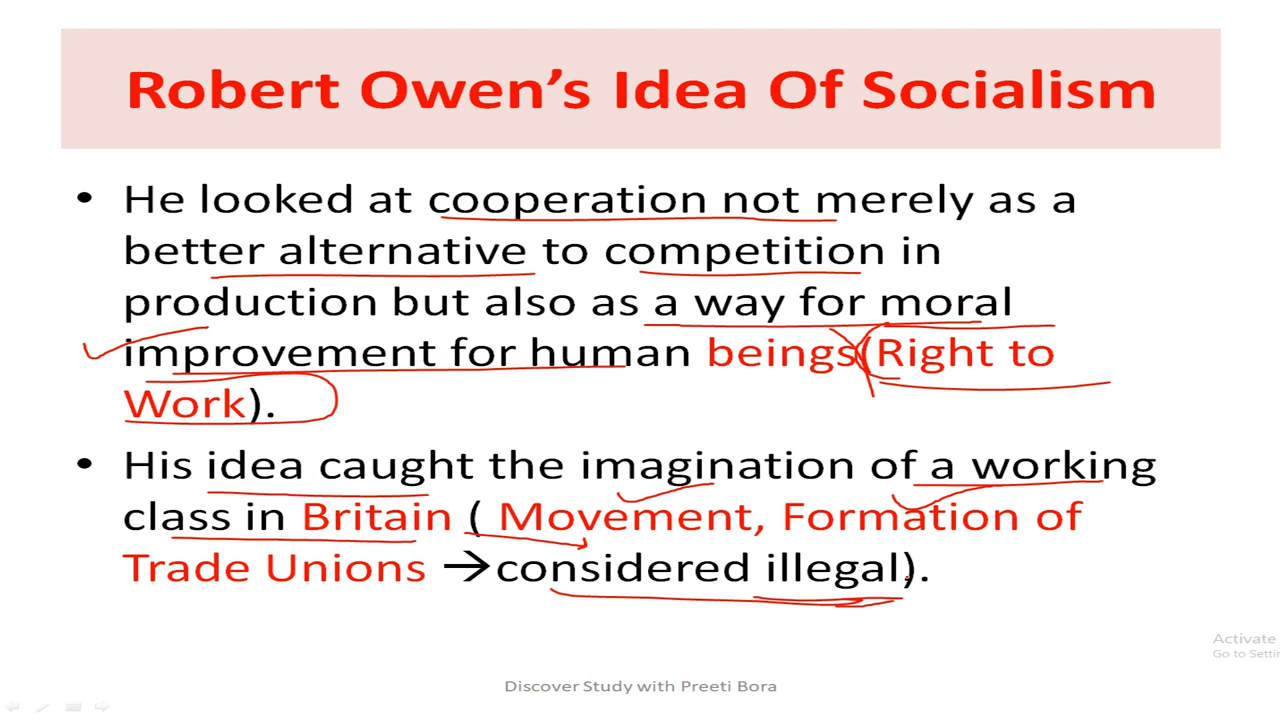 Robert Owen's Idea Of Socialism
• He looked at cooperation not merely as a
better alternative to competition in
production but also as a way for moral
improvement for human beings(Right to
Work).
• His idea caught the imagination of a working
class in Britain ( Movement, Formation of
Trade Unions →considered illegal).
Activate
Go to Settin
Discover Study with Preeti Bora